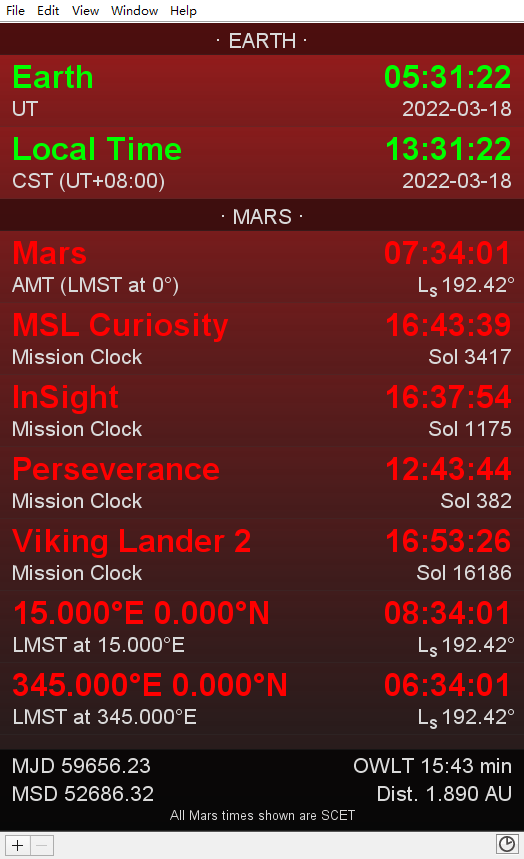 File Edit View Window Help
· EARTH ·
Earth 05:31:22
UT 2022-03-18
Local Time 13:31:22
CST (UT+08:00) 2022-03-18
· MARS ·
Mars 07:34:01
AMT (LMST at 0°) Ls 192.42°
MSL Curiosity 16:43:39
Mission Clock Sol 3417
InSight 16:37:54
Mission Clock Sol 1175
Perseverance 12:43:44
Mission Clock Sol 382
Viking Lander 2 16:53:26
Mission Clock Sol 16186
15.000°E 0.000°N 08:34:01
LMST at 15.000°E Ls 192.42°
345.000°E 0.000°N 06:34:01
LMST at 345.000°E Ls 192.42°
MJD 59656.23 OWLT 15:43 min
MSD 52686.32 Dist. 1.890 AU
All Mars times shown are SCET